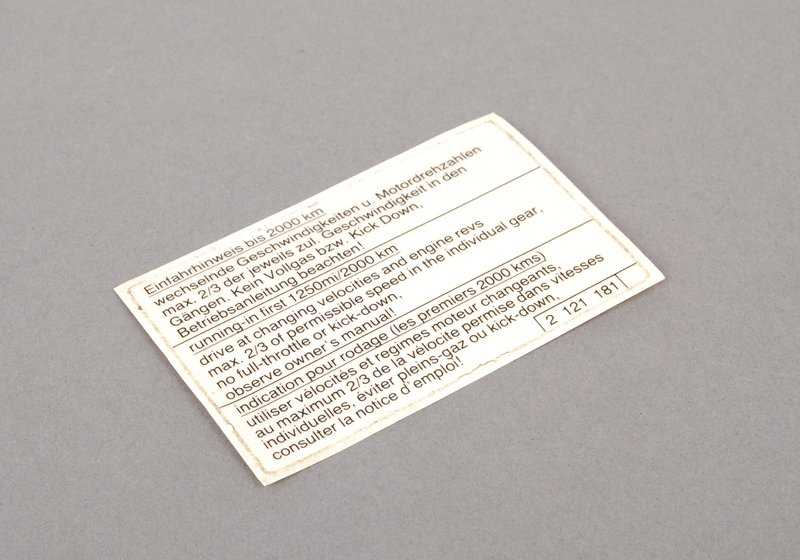 Einfahrhinweis bis 2000 km
wechselnde Geschwindigkeiten u. Motordrehzahlen
max. 2/3 der jeweils zul. Geschwindigkeit in den
Gängen. Kein Vollgas bzw. Kick Down,
Betriebsanleitung beachten!
running-in first 1250mi/2000 km
drive at changing velocities and engine revs
max. 2/3 of permissible speed in the individual gear,
no full-throttle or kick-down,
observe owner's manual!
indication pour rodage (les premiers 2000 kms)
utiliser vélocités et regimes moteur changeants,
au maximum 2/3 de la vélocite permise dans vitesses
individuelles, éviter pleins-gaz ou kick-down,
consulter la notice d'emploi!
2 121 181